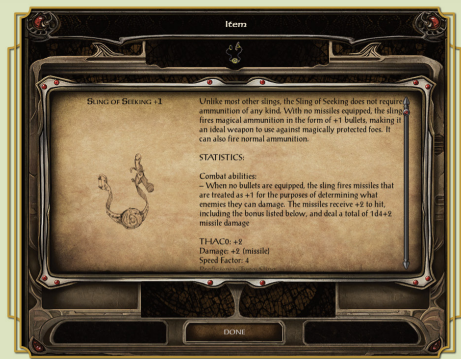 Item
Sling of Seeking +1
Unlike most other slings, the Sling of Seeking does not require
ammunition of any kind. With no missiles equipped, the sling
fires magical ammunition in the form of +1 bullets, making it
an ideal weapon to use against magically protected foes. It
can also fire normal ammunition.
STATISTICS:
Combat abilities:
– When no bullets are equipped, the sling fires missiles that
are treated as +1 for the purposes of determining what
enemies they can damage. The missiles receive +2 to hit,
including the bonus listed below, and deal a total of 1d4+2
missile damage
THAC0: +2
Damage: +2 (missile)
Speed Factor: 4
DONE